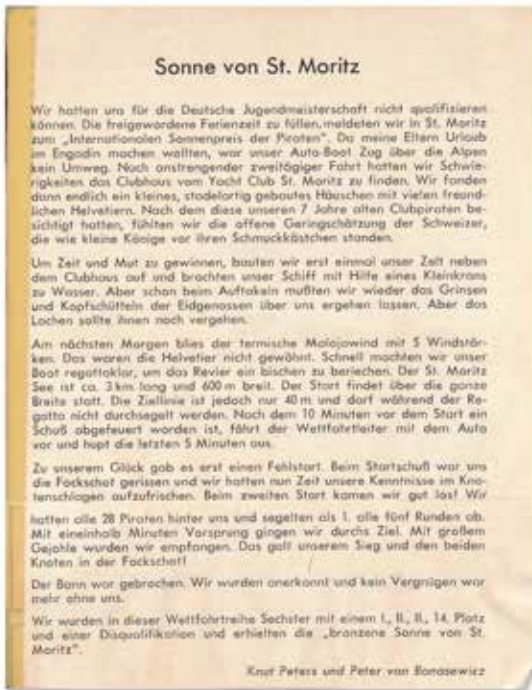 Sonne von St. Moritz
Wir hatten uns für die Deutsche Jugendmeisterschaft nicht qualifizieren
können. Die freigewordene Ferienzeit zu füllen, meldeten wir in St. Moritz
zum „Internationalen Sonnenpreis der Piraten“. Da meine Eltern Urlaub
im Engadin machen wollten, war unser Auto-Boot Zug über die Alpen
kein Umweg. Nach anstrengender zweitägiger Fahrt hatten wir Schwie-
rigkeiten das Clubhaus vom Yacht Club St. Moritz zu finden. Wir fanden
dann endlich ein kleines, stadelartig gebautes Häuschen mit vielen freund-
lichen Helvetiern. Nach dem diese unseren 7 Jahre alten Clubpiraten be-
sichtigt hatten, fühlten wir die offene Geringschätzung der Schweizer,
die wie kleine Könige vor ihren Schmuckkästchen standen.
Um Zeit und Mut zu gewinnen, bauten wir erst einmal unser Zelt neben
dem Clubhaus auf und brachten unser Schiff mit Hilfe eines Kleinkrans
zu Wasser. Aber schon beim Auftakeln mußten wir wieder das Grinsen
und Kopfschütteln der Eidgenossen über uns ergehen lassen. Aber das
Lachen sollte ihnen noch vergehen.
Am nächsten Morgen blies der termische Malojawind mit 5 Windstär-
ken. Das waren die Helvetier nicht gewöhnt. Schnell machten wir unser
Boot regattaklar, um das Revier ein bischen zu beriechen. Der St. Moritz
See ist ca. 3 km lang und 600 m breit. Der Start findet über die ganze
Breite statt. Die Ziellinie ist jedoch nur 40 m und darf während der Re-
gatta nicht durchsegelt werden. Nach dem 10 Minuten vor dem Start ein
Schuß abgefeuert worden ist, fährt der Wettfahrtleiter mit dem Auto
vor und hupt die letzten 5 Minuten aus.
Zu unserem Glück gab es erst einen Fehlstart. Beim Startschuß war uns
die Fockschot gerissen und wir hatten nun Zeit unsere Kenntnisse im Kno-
tenschlagen aufzufrischen. Beim zweiten Start kamen wir gut los! Wir
hatten alle 28 Piraten hinter uns und segelten als 1. alle fünf Runden ab.
Mit eineinhalb Minuten Vorsprung gingen wir durchs Ziel. Mit großem
Gejohle wurden wir empfangen. Das galt unserem Sieg und den beiden
Knoten in der Fockschot!
Der Bann war gebrochen. Wir wurden anerkannt und kein Vergnügen war
mehr ohne uns.
Wir wurden in dieser Wettfahrtreihe Sechster mit einem I., II., II., 14. Platz
und einer Disqualifikation und erhielten die „bronzene Sonne von St.
Moritz“.
Knut Peters und Peter von Bonasewicz